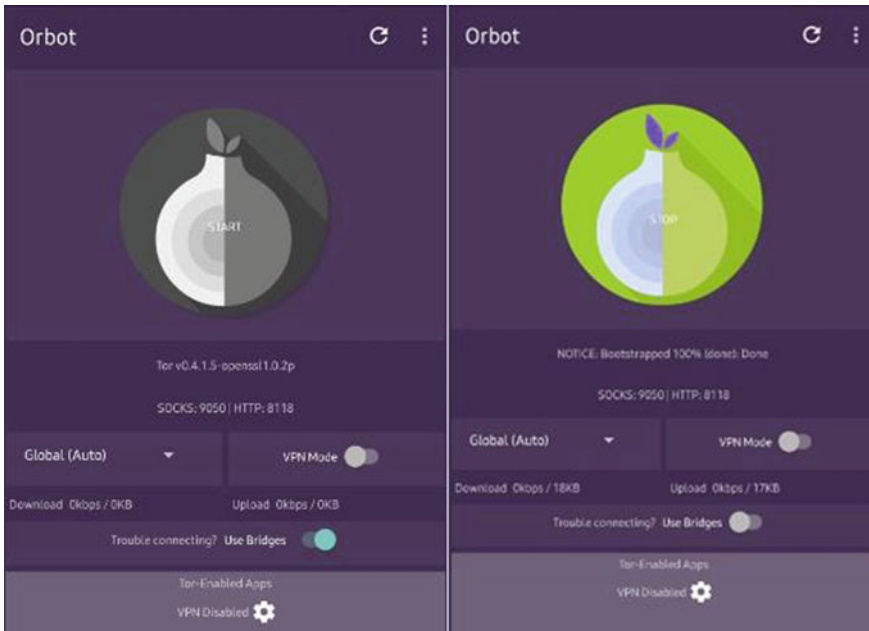 Orbot
START
Tor v0.4.1.5-openssl1.0.2p
SOCKS: 9050 | HTTP: 8118
Global (Auto)
VPN Mode
Download 0kbps / 0KB
Upload 0kbps / 0KB
Trouble connecting? Use Bridges
Tor-Enabled Apps
VPN Disabled
Orbot
STOP
NOTICE: Bootstrapped 100% (done): Done
SOCKS: 9050 | HTTP: 8118
Global (Auto)
VPN Mode
Download 0kbps / 18KB
Upload 0kbps / 17KB
Trouble connecting? Use Bridges
Tor-Enabled Apps
VPN Disabled